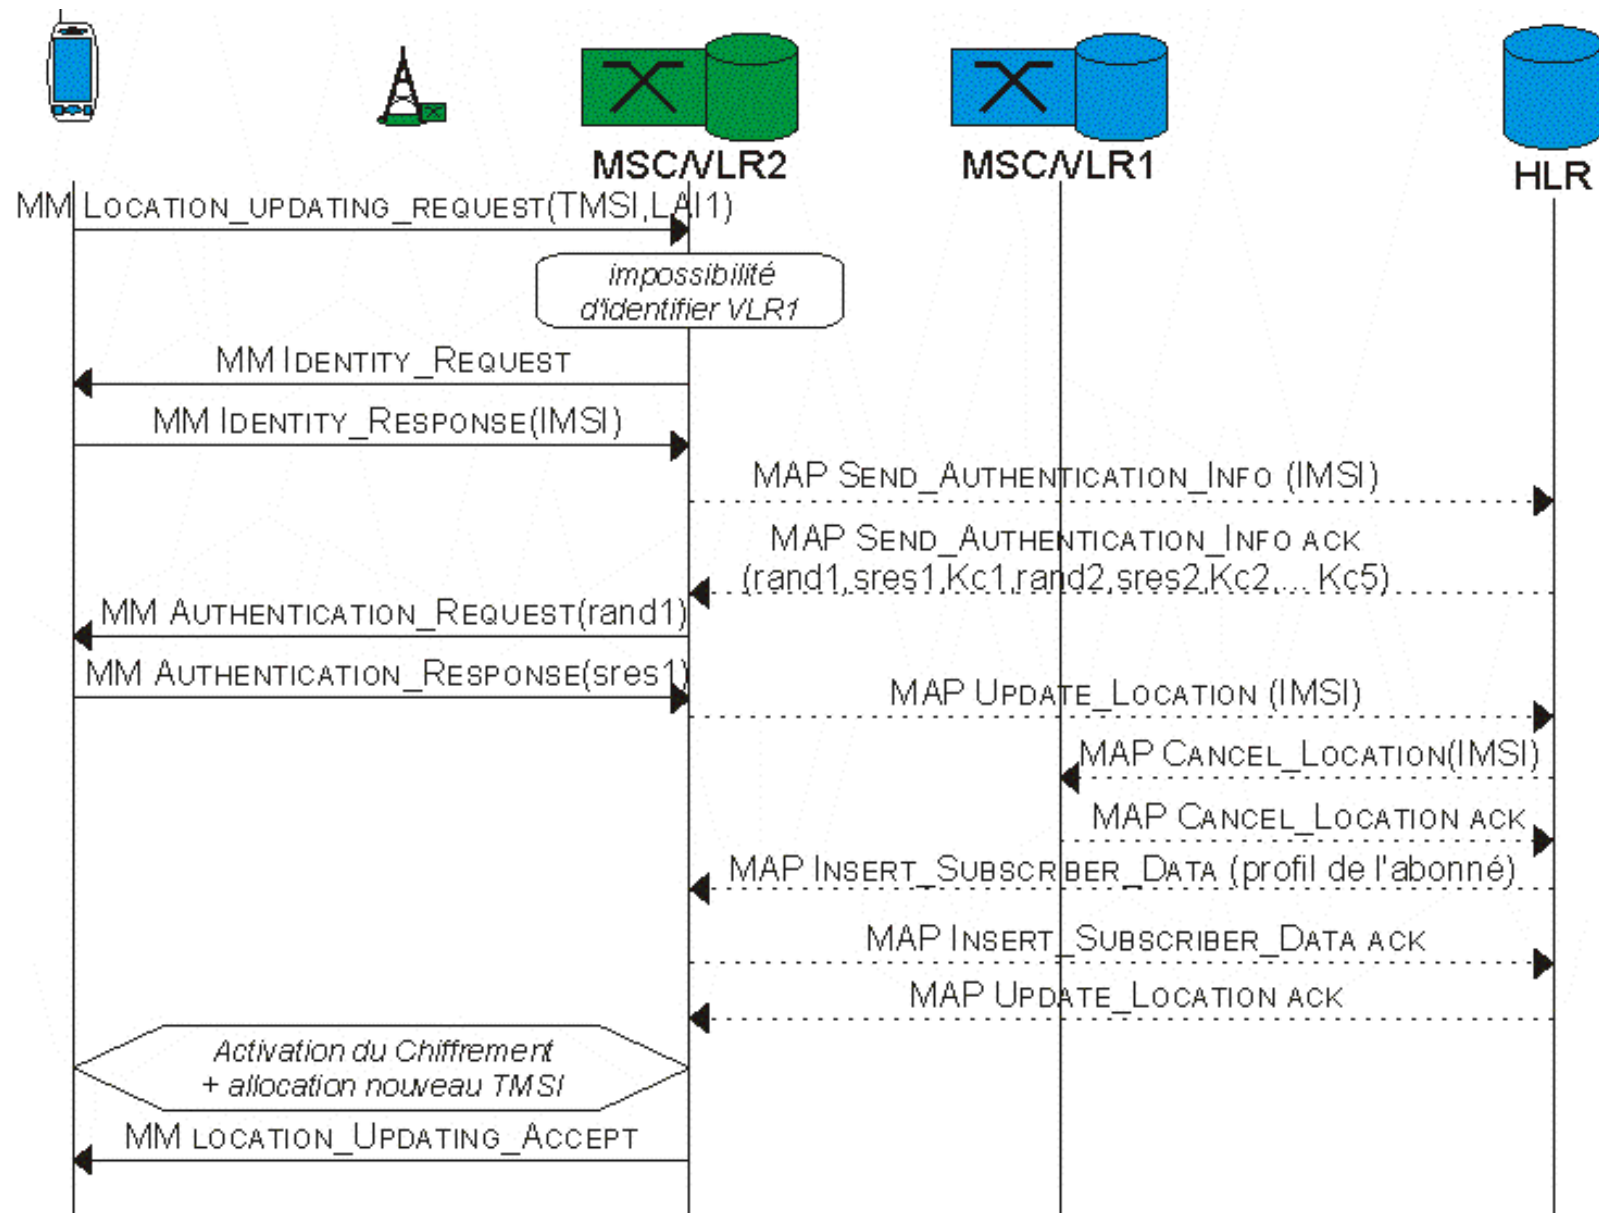 MSC/VLR2
MSC/VLR1
HLR
MM LOCATION_UPDATING_REQUEST(TMSI,LAI1)
impossibilité
d'identifier VLR1
MM IDENTITY_REQUEST
MM IDENTITY_RESPONSE(IMSI)
MAP SEND_AUTHENTICATION_INFO (IMSI)
MAP SEND_AUTHENTICATION_INFO ACK
(rand1,sres1,Kc1,rand2,sres2,Kc2,... Kc5)
MM AUTHENTICATION_REQUEST(rand1)
MM AUTHENTICATION_RESPONSE(sres1)
MAP UPDATE_LOCATION (IMSI)
MAP CANCEL_LOCATION(IMSI)
MAP CANCEL_LOCATION ACK
MAP INSERT_SUBSCRIBER_DATA (profil de l'abonné)
MAP INSERT_SUBSCRIBER_DATA ACK
MAP UPDATE_LOCATION ACK
Activation du Chiffrement
+ allocation nouveau TMSI
MM LOCATION_UPDATING_ACCEPT